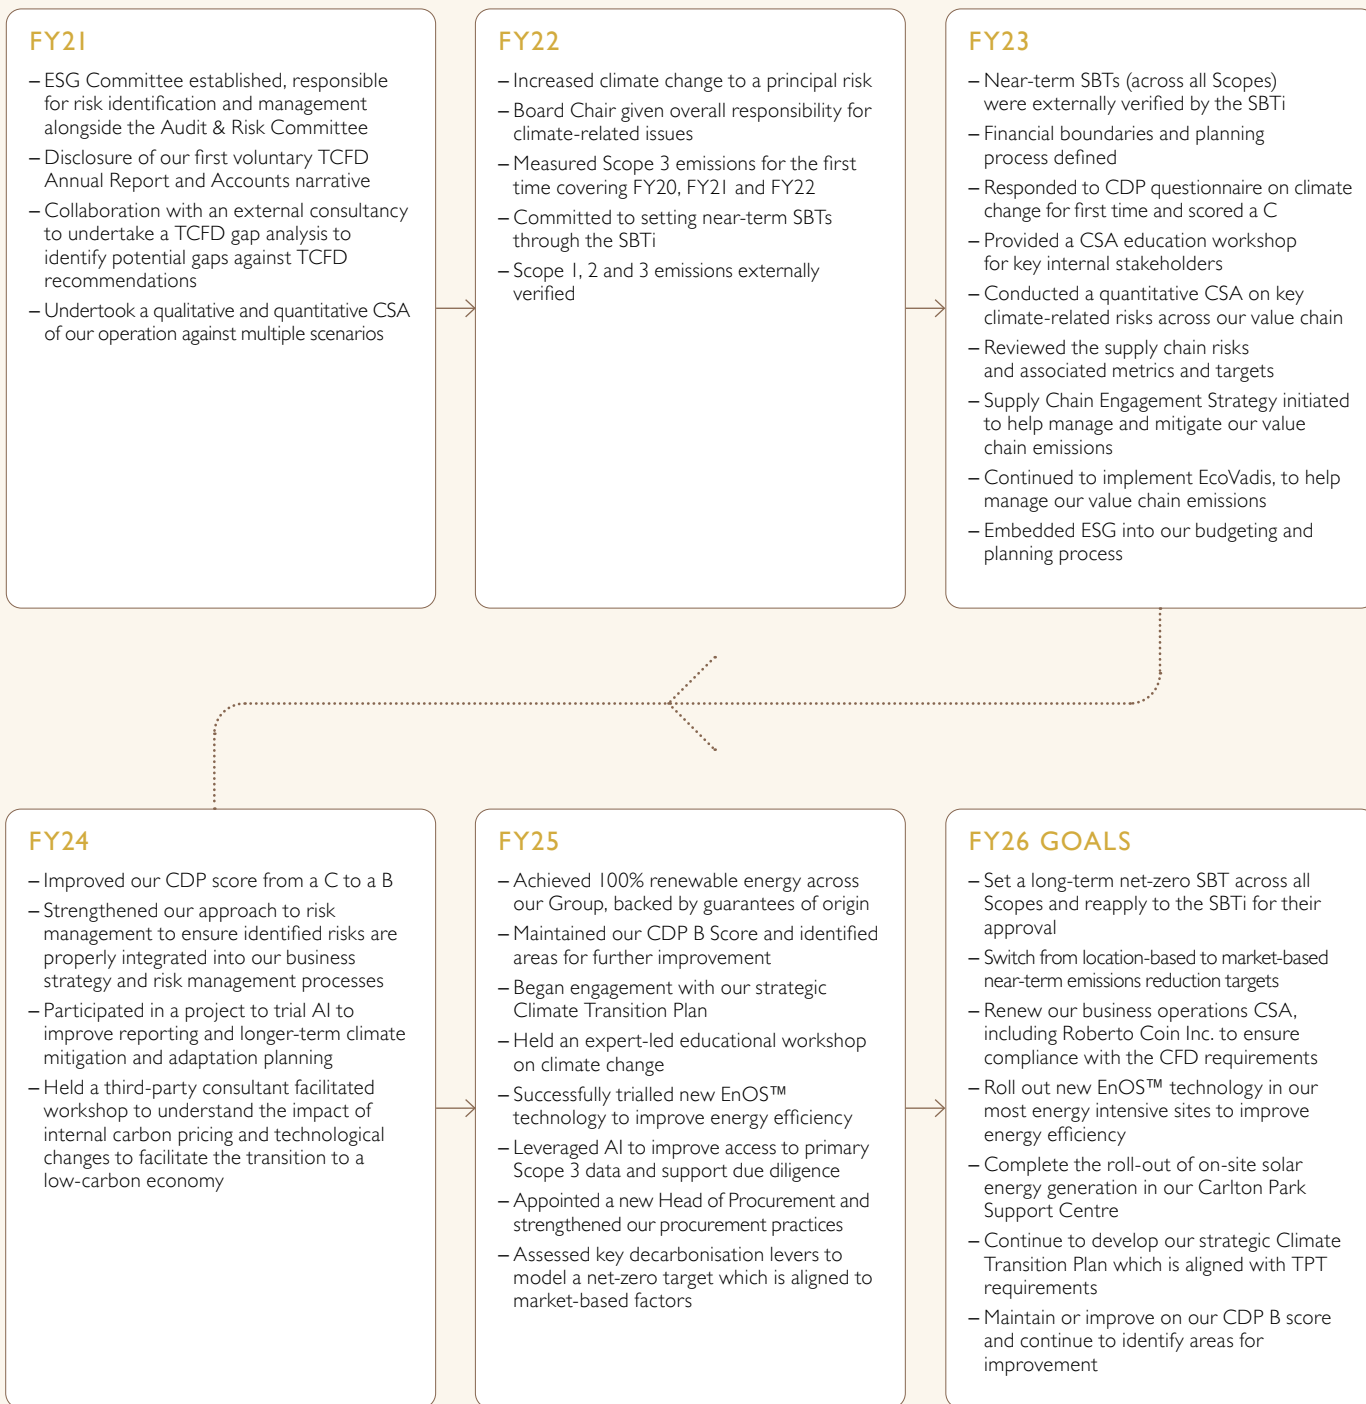 FY21
– ESG Committee established, responsible
for risk identification and management
alongside the Audit & Risk Committee
– Disclosure of our first voluntary TCFD
Annual Report and Accounts narrative
– Collaboration with an external consultancy
to undertake a TCFD gap analysis to
identify potential gaps against TCFD
recommendations
– Undertook a qualitative and quantitative CSA
of our operation against multiple scenarios
FY22
– Increased climate change to a principal risk
– Board Chair given overall responsibility for
climate-related issues
– Measured Scope 3 emissions for the first
time covering FY20, FY21 and FY22
– Committed to setting near-term SBTs
through the SBTi
– Scope 1, 2 and 3 emissions externally
verified
FY23
– Near-term SBTs (across all Scopes)
were externally verified by the SBTi
– Financial boundaries and planning
process defined
– Responded to CDP questionnaire on climate
change for first time and scored a C
– Provided a CSA education workshop
for key internal stakeholders
– Conducted a quantitative CSA on key
climate-related risks across our value chain
– Reviewed the supply chain risks
and associated metrics and targets
– Supply Chain Engagement Strategy initiated
to help manage and mitigate our value
chain emissions
– Continued to implement EcoVadis, to help
manage our value chain emissions
– Embedded ESG into our budgeting and
planning process
FY24
– Improved our CDP score from a C to a B
– Strengthened our approach to risk
management to ensure identified risks are
properly integrated into our business
strategy and risk management processes
– Participated in a project to trial AI to
improve reporting and longer-term climate
mitigation and adaptation planning
– Held a third-party consultant facilitated
workshop to understand the impact of
internal carbon pricing and technological
changes to facilitate the transition to a
low-carbon economy
FY25
– Achieved 100% renewable energy across
our Group, backed by guarantees of origin
– Maintained our CDP B Score and identified
areas for further improvement
– Began engagement with our strategic
Climate Transition Plan
– Held an expert-led educational workshop
on climate change
– Successfully trialled new EnOS™
technology to improve energy efficiency
– Leveraged AI to improve access to primary
Scope 3 data and support due diligence
– Appointed a new Head of Procurement and
strengthened our procurement practices
– Assessed key decarbonisation levers to
model a net-zero target which is aligned to
market-based factors
FY26 GOALS
– Set a long-term net-zero SBT across all
Scopes and reapply to the SBTi for their
approval
– Switch from location-based to market-based
near-term emissions reduction targets
– Renew our business operations CSA,
including Roberto Coin Inc. to ensure
compliance with the CFD requirements
– Roll out new EnOS™ technology in our
most energy intensive sites to improve
energy efficiency
– Complete the roll-out of on-site solar
energy generation in our Carlton Park
Support Centre
– Continue to develop our strategic Climate
Transition Plan which is aligned with TPT
requirements
– Maintain or improve on our CDP B score
and continue to identify areas for
improvement